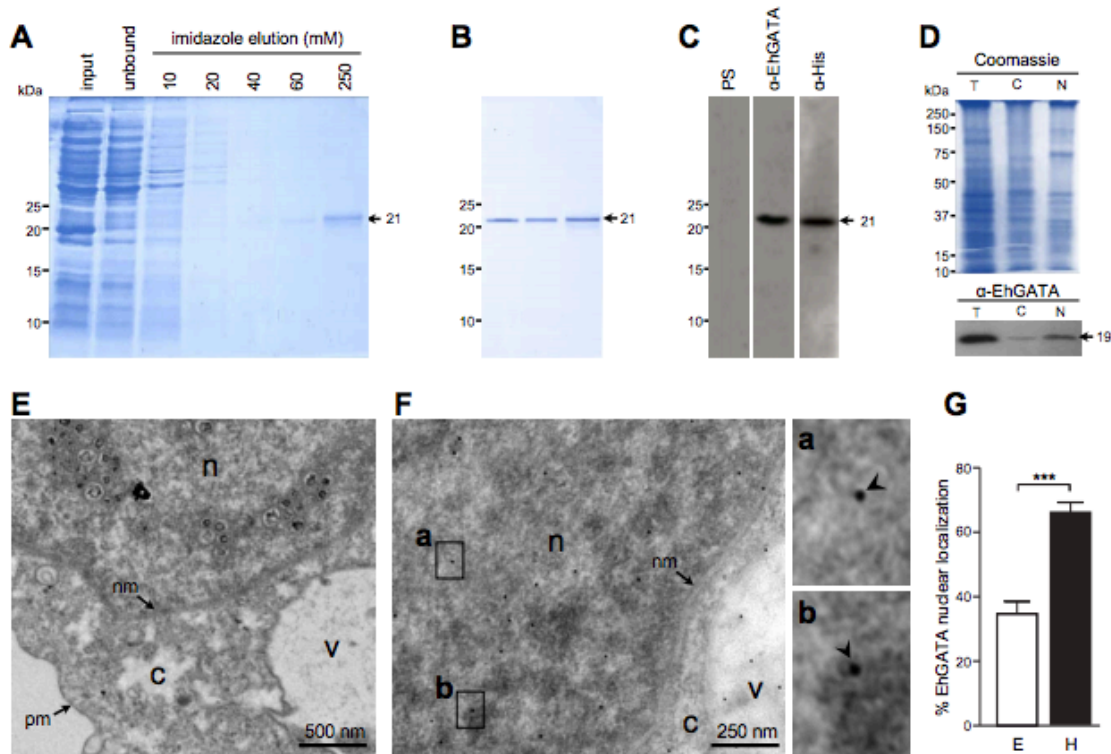 A
input
unbound
imidazole elution (mM)
10
20
40
60
250
kDa
25
20
15
10
21
B
25
20
15
10
21
C
PS
α-EhGATA
α-His
25
20
15
10
21
D
Coomassie
kDa
T C N
250
150
75
50
37
15
10
α-EhGATA
T C N
19
E
n
nm
v
c
pm
500 nm
F
a
n
nm
b
v
c
250 nm
a
b
G
% EhGATA nuclear localization
80
60
40
20
0
***
E H